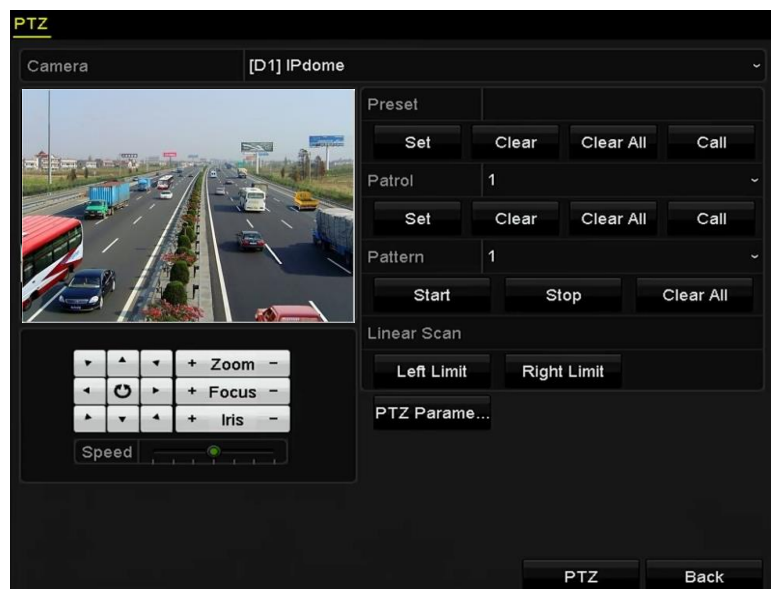 PTZ
Camera [D1] IPdome
Preset
Set Clear Clear All Call
Patrol 1
Set Clear Clear All Call
Pattern 1
Start Stop Clear All
Linear Scan
Left Limit Right Limit
PTZ Parame...
+ Zoom -
+ Focus -
+ Iris -
Speed
PTZ Back